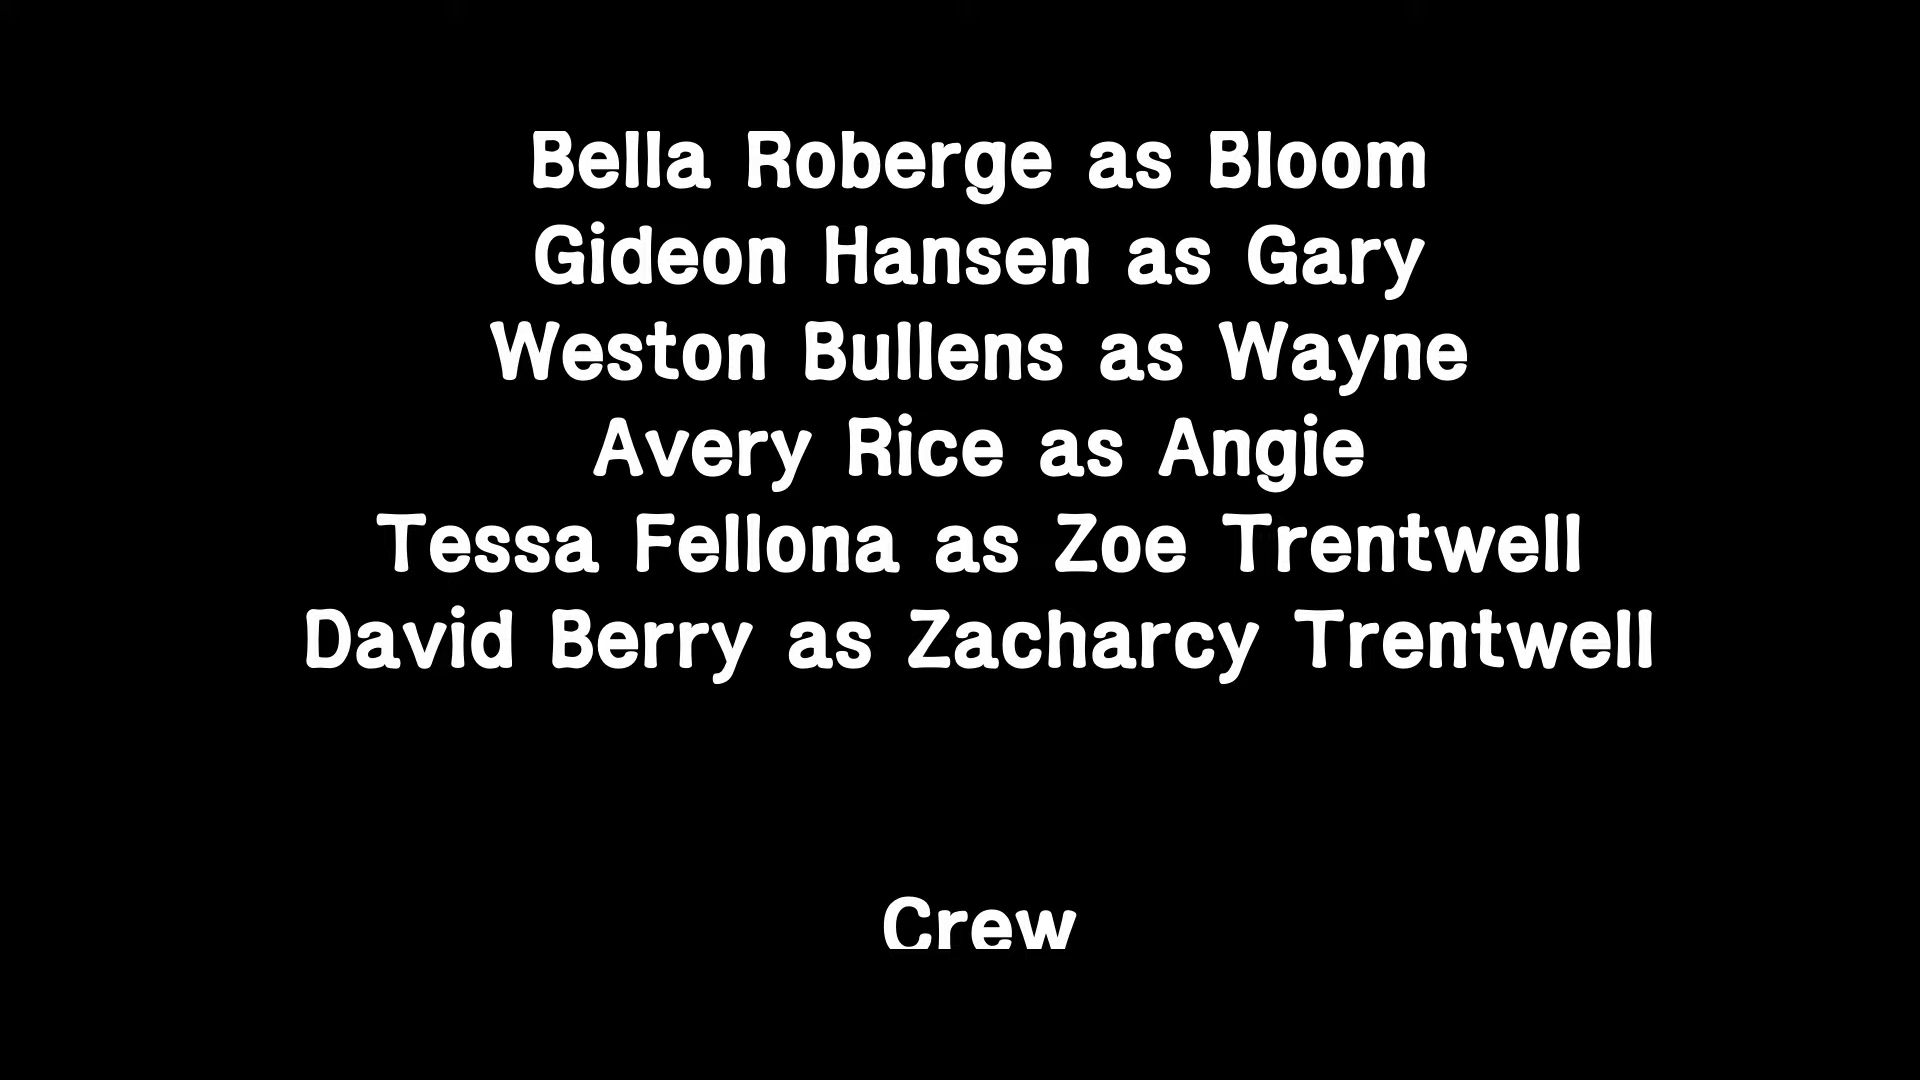 Bella Roberge as Bloom
Gideon Hansen as Gary
Weston Bullens as Wayne
Avery Rice as Angie
Tessa Fellona as Zoe Trentwell
David Berry as Zacharcy Trentwell
Crew